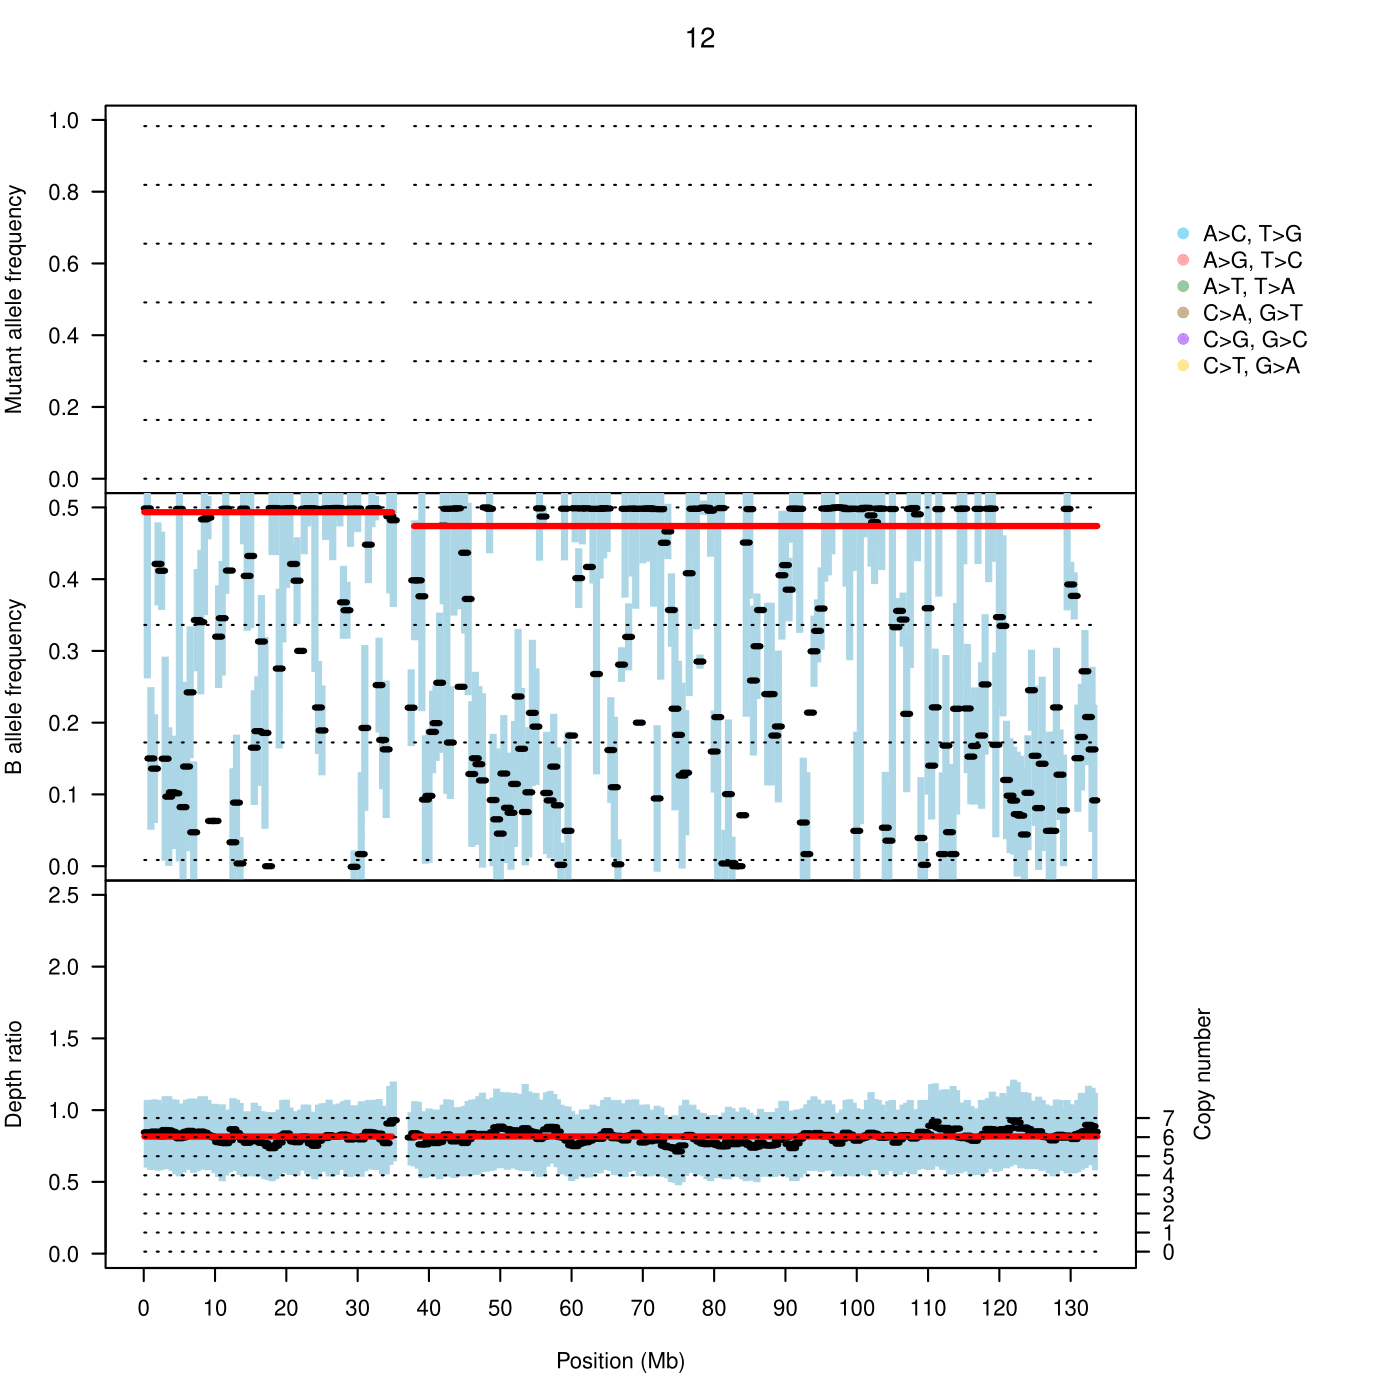 12
Mutant allele frequency
1.0
0.8
0.6
0.4
0.2
0.0
A>C, T>G
A>G, T>C
A>T, T>A
C>A, G>T
C>G, G>C
C>T, G>A
B allele frequency
0.5
0.4
0.3
0.2
0.1
0.0
Depth ratio
2.5
2.0
1.5
1.0
0.5
0.0
Copy number
7
6
5
4
3
2
1
0
0 10 20 30 40 50 60 70 80 90 100 110 120 130
Position (Mb)